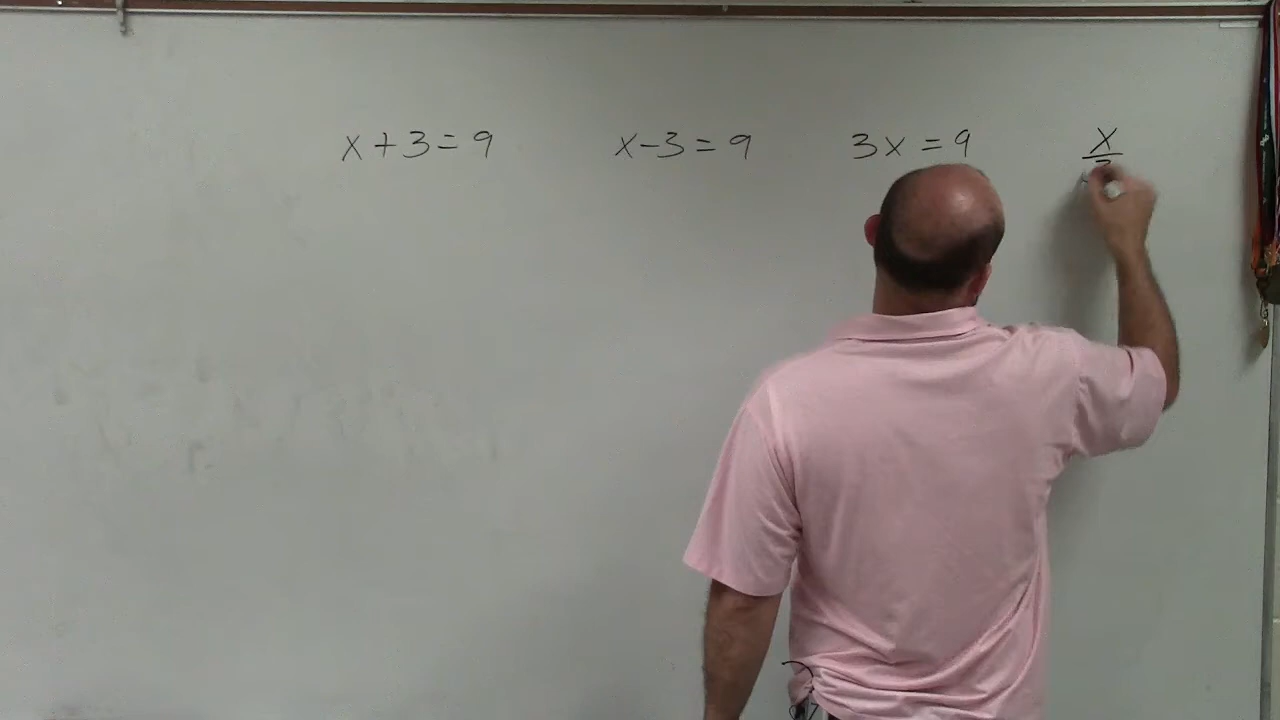 x + 3 = 9
x - 3 = 9
3x = 9
x